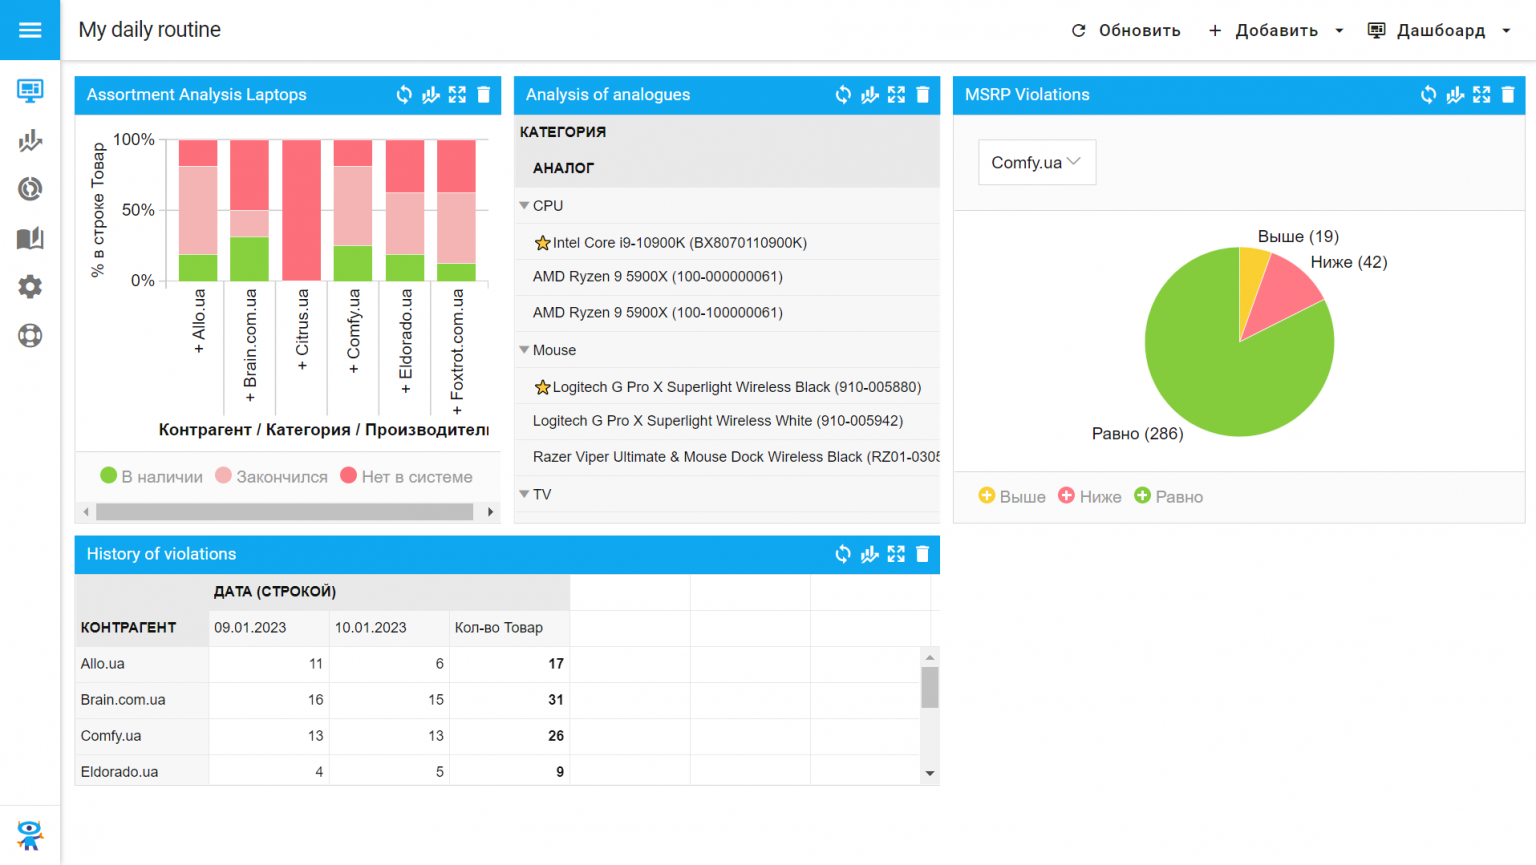 My daily routine
Обновить
Добавить
Дашбоард
Assortment Analysis Laptops
100%
50%
0%
% в строке Товар
+ Allo.ua
+ Brain.com.ua
+ Citrus.ua
+ Comfy.ua
+ Eldorado.ua
+ Foxtrot.com.ua
Контрагент / Категория / Производитель
В наличии Закончился Нет в системе
Analysis of analogues
КАТЕГОРИЯ
АНАЛОГ
CPU
Intel Core i9-10900K (BX8070110900K)
AMD Ryzen 9 5900X (100-000000061)
AMD Ryzen 9 5900X (100-100000061)
Mouse
Logitech G Pro X Superlight Wireless Black (910-005880)
Logitech G Pro X Superlight Wireless White (910-005942)
Razer Viper Ultimate & Mouse Dock Wireless Black (RZ01-0305
TV
MSRP Violations
Comfy.ua
Выше (19)
Ниже (42)
Равно (286)
Выше Ниже Равно
History of violations
ДАТА (СТРОКОЙ)
КОНТРАГЕНТ 09.01.2023 10.01.2023 Кол-во Товар
Allo.ua 11 6 17
Brain.com.ua 16 15 31
Comfy.ua 13 13 26
Eldorado.ua 4 5 9